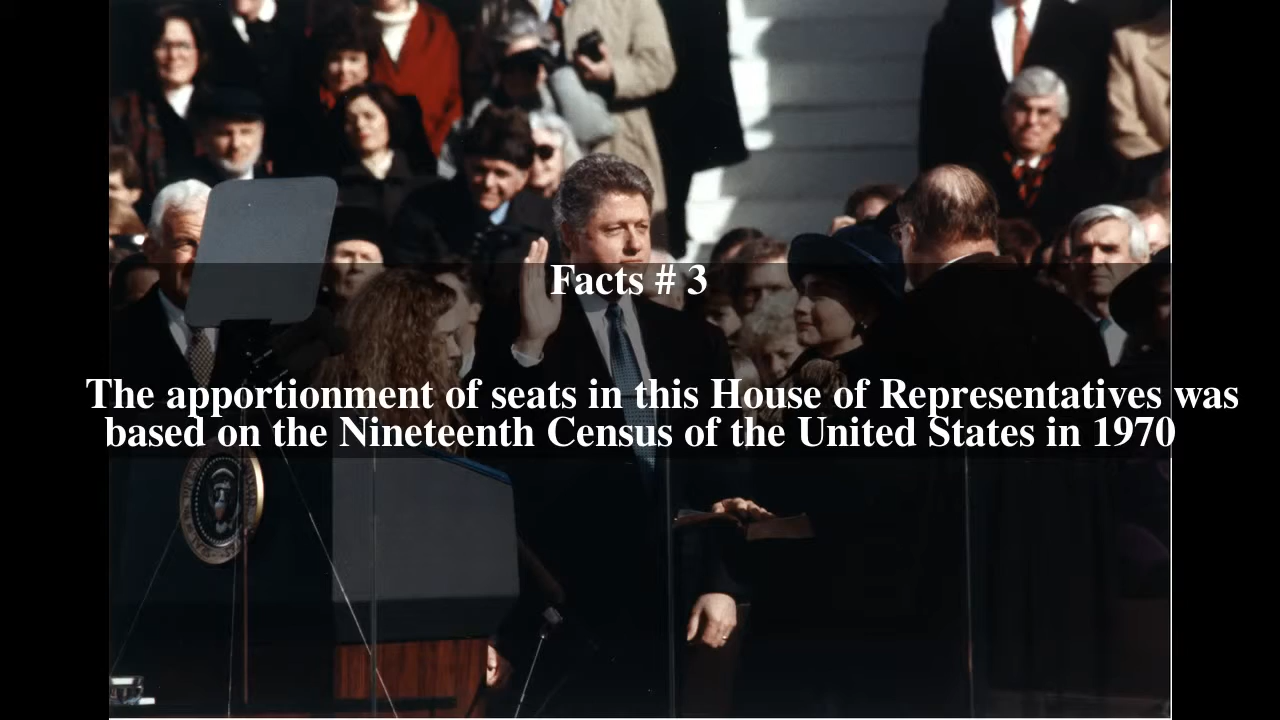 Facts # 3
The apportionment of seats in this House of Representatives was
based on the Nineteenth Census of the United States in 1970